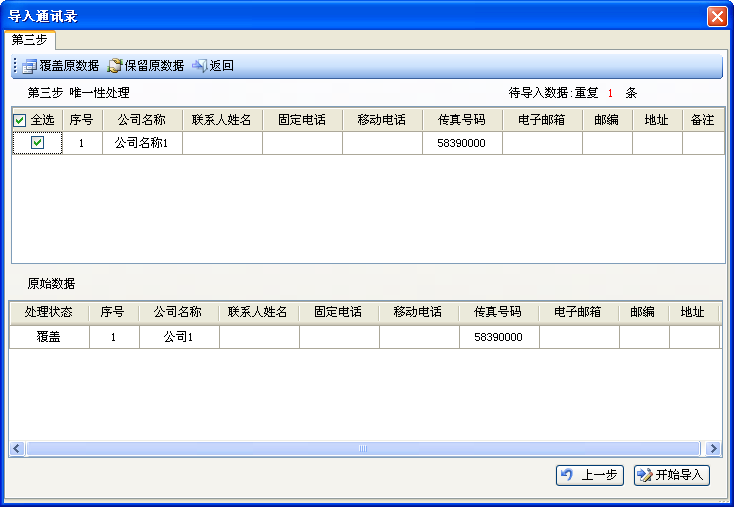 导入通讯录
第三步
覆盖原数据 保留原数据 返回
第三步 唯一性处理 待导入数据:重复 1 条
全选 序号 公司名称 联系人姓名 固定电话 移动电话 传真号码 电子邮箱 邮编 地址 备注
1 公司名称1 58390000
原始数据
处理状态 序号 公司名称 联系人姓名 固定电话 移动电话 传真号码 电子邮箱 邮编 地址
覆盖 1 公司1 58390000
上一步 开始导入